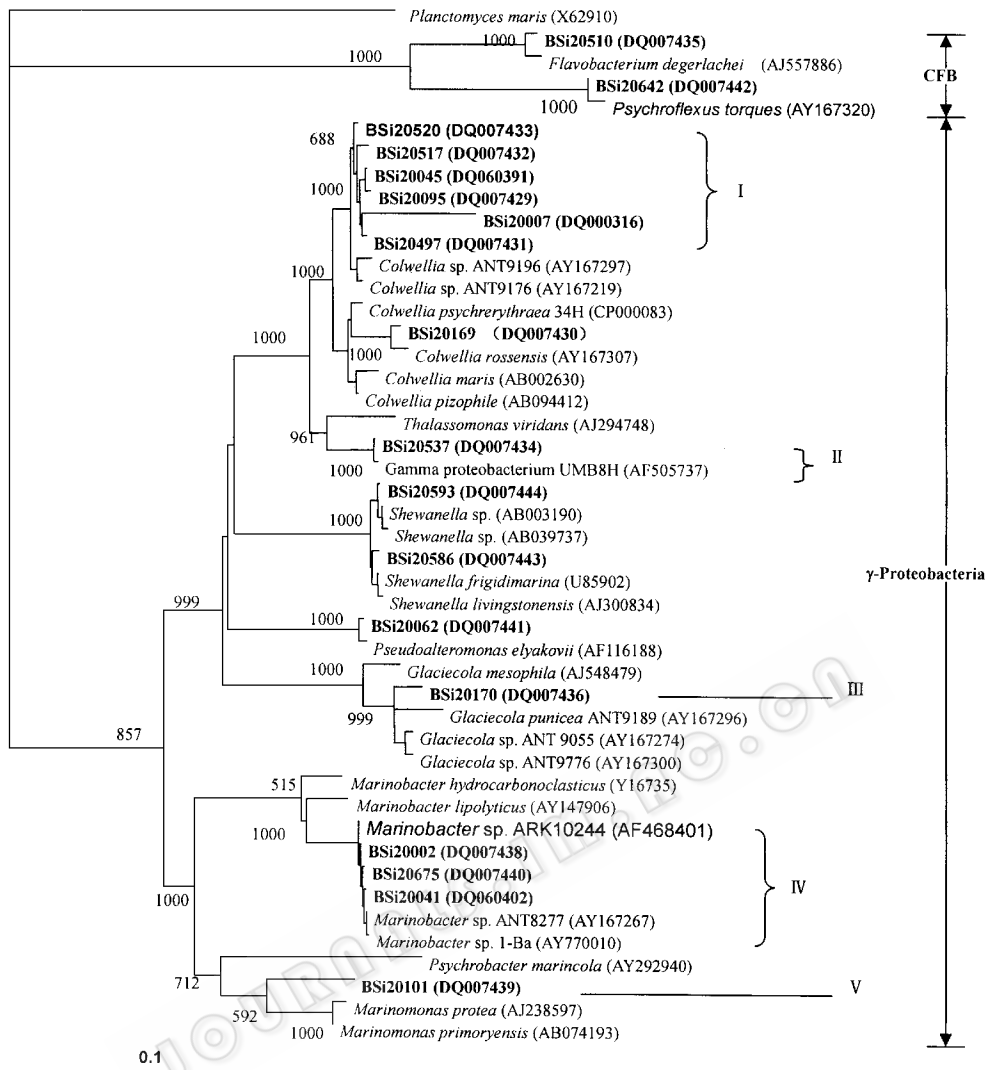 Planctomyces maris (X62910)
1000 BSi20510 (DQ007435)
1000 Flavobacterium degerlachei (AJ557886)
CFB
BSi20642 (DQ007442)
1000 Psychroflexus torques (AY167320)
688 BSi20520 (DQ007433)
BSi20517 (DQ007432)
1000 BSi20045 (DQ060391)
I
BSi20095 (DQ007429)
BSi20007 (DQ000316)
BSi20497 (DQ007431)
1000 Colwellia sp. ANT9196 (AY167297)
Colwellia sp. ANT9176 (AY167219)
Colwellia psychrerythraea 34H (CP000083)
1000 BSi20169 (DQ007430)
1000 Colwellia rossensis (AY167307)
Colwellia maris (AB002630)
Colwellia pizophile (AB094412)
Thalassomonas viridans (AJ294748)
961 BSi20537 (DQ007434)
II
1000 Gamma proteobacterium UMB8H (AF505737)
BSi20593 (DQ007444)
1000 Shewanella sp. (AB003190)
Shewanella sp. (AB039737)
BSi20586 (DQ007443)
γ-Proteobacteria
Shewanella frigidimarina (U85902)
999 Shewanella livingstonensis (AJ300834)
1000 BSi20062 (DQ007441)
Pseudoalteromonas elyakovii (AF116188)
1000 Glaciecola mesophila (AJ548479)
BSi20170 (DQ007436) III
999 Glaciecola punicea ANT9189 (AY167296)
857 Glaciecola sp. ANT 9055 (AY167274)
Glaciecola sp. ANT9776 (AY167300)
515 Marinobacter hydrocarbonoclasticus (Y16735)
Marinobacter lipolyticus (AY147906)
1000 Marinobacter sp. ARK10244 (AF468401)
BSi20002 (DQ007438)
BSi20675 (DQ007440)
IV
1000 BSi20041 (DQ060402)
Marinobacter sp. ANT8277 (AY167267)
Marinobacter sp. 1-Ba (AY770010)
Psychrobacter marincola (AY292940)
712 BSi20101 (DQ007439) V
592 Marinomonas protea (AJ238597)
1000 Marinomonas primoryensis (AB074193)
0.1
JOURNALS.IM.AC.CN